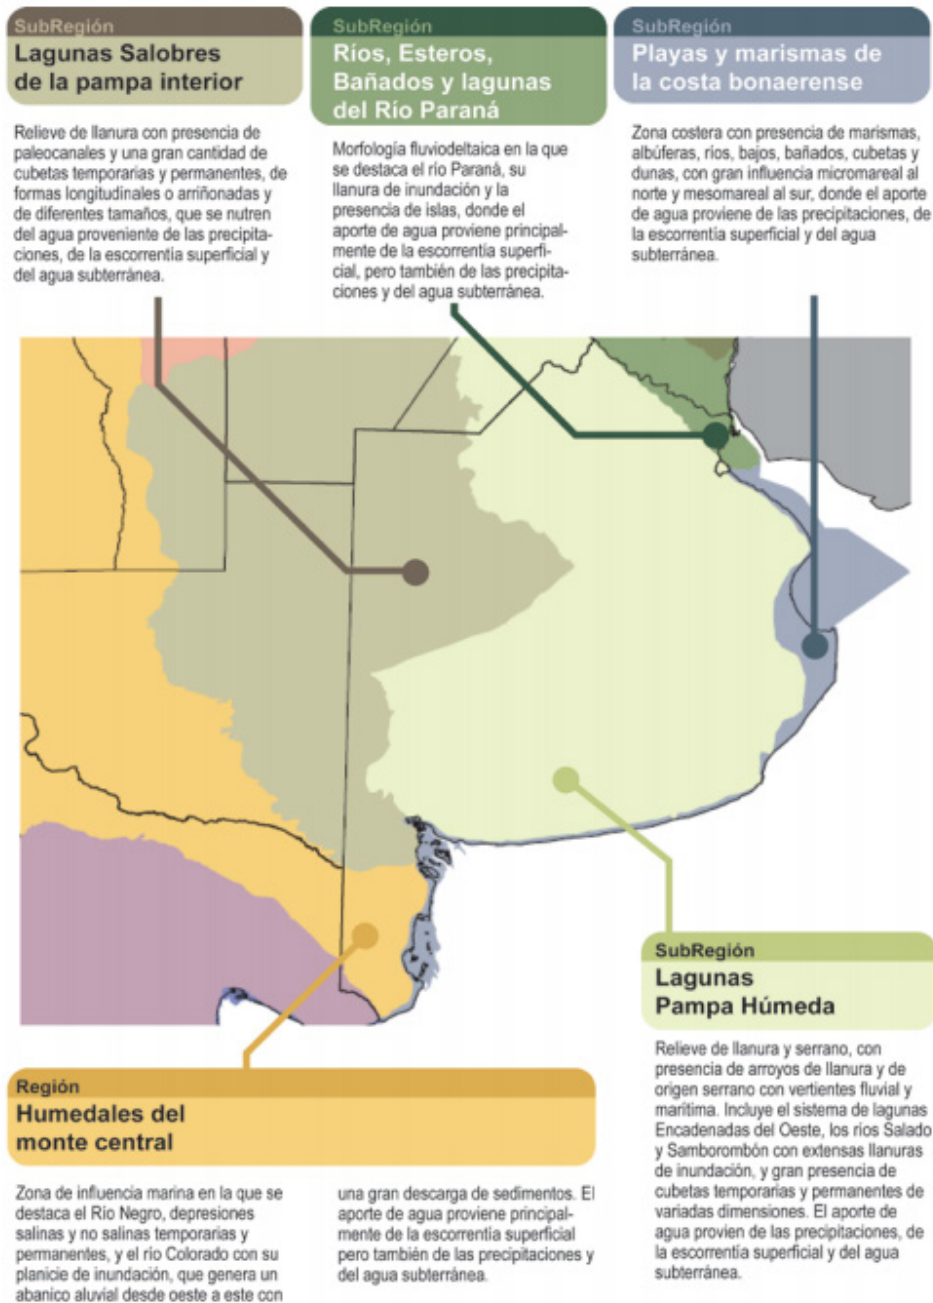 SubRegión
Lagunas Salobres
de la pampa interior
Relieve de llanura con presencia de
paleocanales y una gran cantidad de
cubetas temporarias y permanentes, de
formas longitudinales o arriñonadas y
de diferentes tamaños, que se nutren
del agua proveniente de las precipita-
ciones, de la escorrentía superficial y
del agua subterránea.
SubRegión
Ríos, Esteros,
Bañados y lagunas
del Río Paraná
Morfología fluviodeltaica en la que
se destaca el río Paraná, su
llanura de inundación y la
presencia de islas, donde el
aporte de agua proviene principal-
mente de la escorrentía superfi-
cial, pero también de las precipita-
ciones y del agua subterránea.
SubRegión
Playas y marismas de
la costa bonaerense
Zona costera con presencia de marismas,
albúferas, ríos, bajos, bañados, cubetas y
dunas, con gran influencia micromareal al
norte y mesomareal al sur, donde el aporte
de agua proviene de las precipitaciones, de
la escorrentía superficial y del agua
subterránea.
SubRegión
Lagunas
Pampa Húmeda
Relieve de llanura y serrano, con
presencia de arroyos de llanura y de
origen serrano con vertientes fluvial y
marítima. Incluye el sistema de lagunas
Encadenadas del Oeste, los ríos Salado
y Samborombón con extensas llanuras
de inundación, y gran presencia de
cubetas temporarias y permanentes de
variadas dimensiones. El aporte de
agua provien de las precipitaciones, de
la escorrentía superficial y del agua
subterránea.
Región
Humedales del
monte central
Zona de influencia marina en la que se
destaca el Río Negro, depresiones
salinas y no salinas temporarias y
permanentes, y el río Colorado con su
planicie de inundación, que genera un
abanico aluvial desde oeste a este con
una gran descarga de sedimentos. El
aporte de agua proviene principal-
mente de la escorrentía superficial
pero también de las precipitaciones y
del agua subterránea.